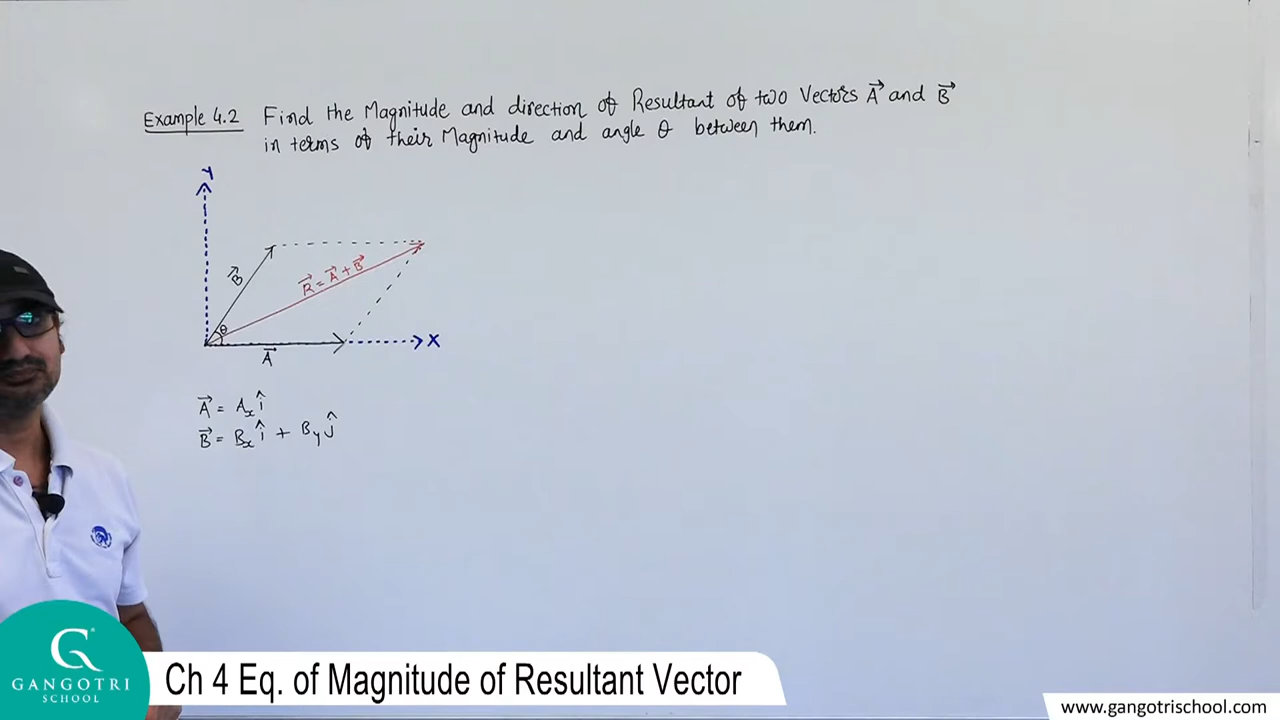 Example 4.2 Find the Magnitude and direction of Resultant of two Vectors A⃗ and B⃗
in terms of their Magnitude and angle θ between them.
Y
B⃗
R⃗ = A⃗ + B⃗
θ
X
A⃗
A⃗ = Aₓ î
B⃗ = Bₓ î + B_y ĵ
G
GANGOTRI
SCHOOL
Ch 4 Eq. of Magnitude of Resultant Vector
www.gangotrischool.com